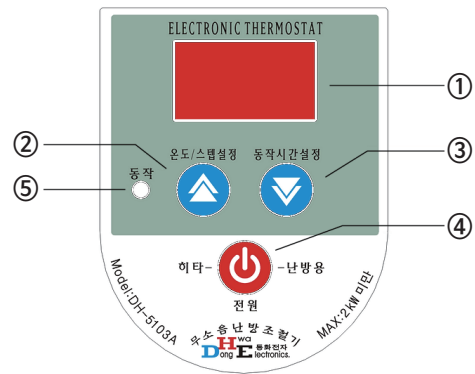 ELECTRONIC THERMOSTAT
①
②
온도/스텝설정
동작시간설정
③
동작
⑤
④
히타-
-난방용
전원
Model:DH-5103A
무소음난방조절기
MAX:2kW 미만
DHwa
Dong Electronics.
동화전자